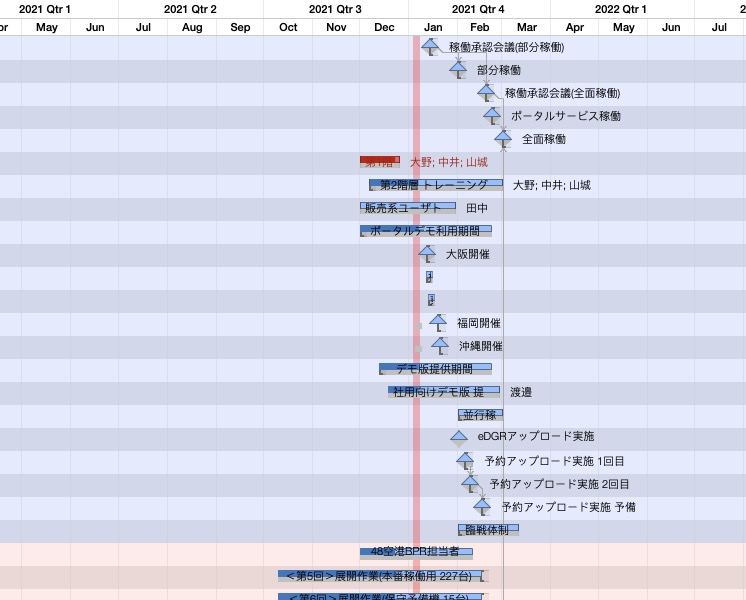 2021 Qtr 1 2021 Qtr 2 2021 Qtr 3 2021 Qtr 4 2022 Qtr 1 2
or May Jun Jul Aug Sep Oct Nov Dec Jan Feb Mar Apr May Jun Jul
稼働承認会議(部分稼働)
部分稼働
稼働承認会議(全面稼働)
ポータルサービス稼働
全面稼働
第1階 大野; 中井; 山城
第2階層 トレーニング 大野; 中井; 山城
販売系ユーザト 田中
ポータルデモ利用期間
大阪開催
福岡開催
沖縄開催
デモ版提供期間
社用向けデモ版 提 渡邉
並行稼
eDGRアップロード実施
予約アップロード実施 1回目
予約アップロード実施 2回目
予約アップロード実施 予備
臨戦体制
48空港BPR担当者
＜第5回＞展開作業(本番稼働用 227台)
＜第6回＞展開作業(保守予備機 15台)